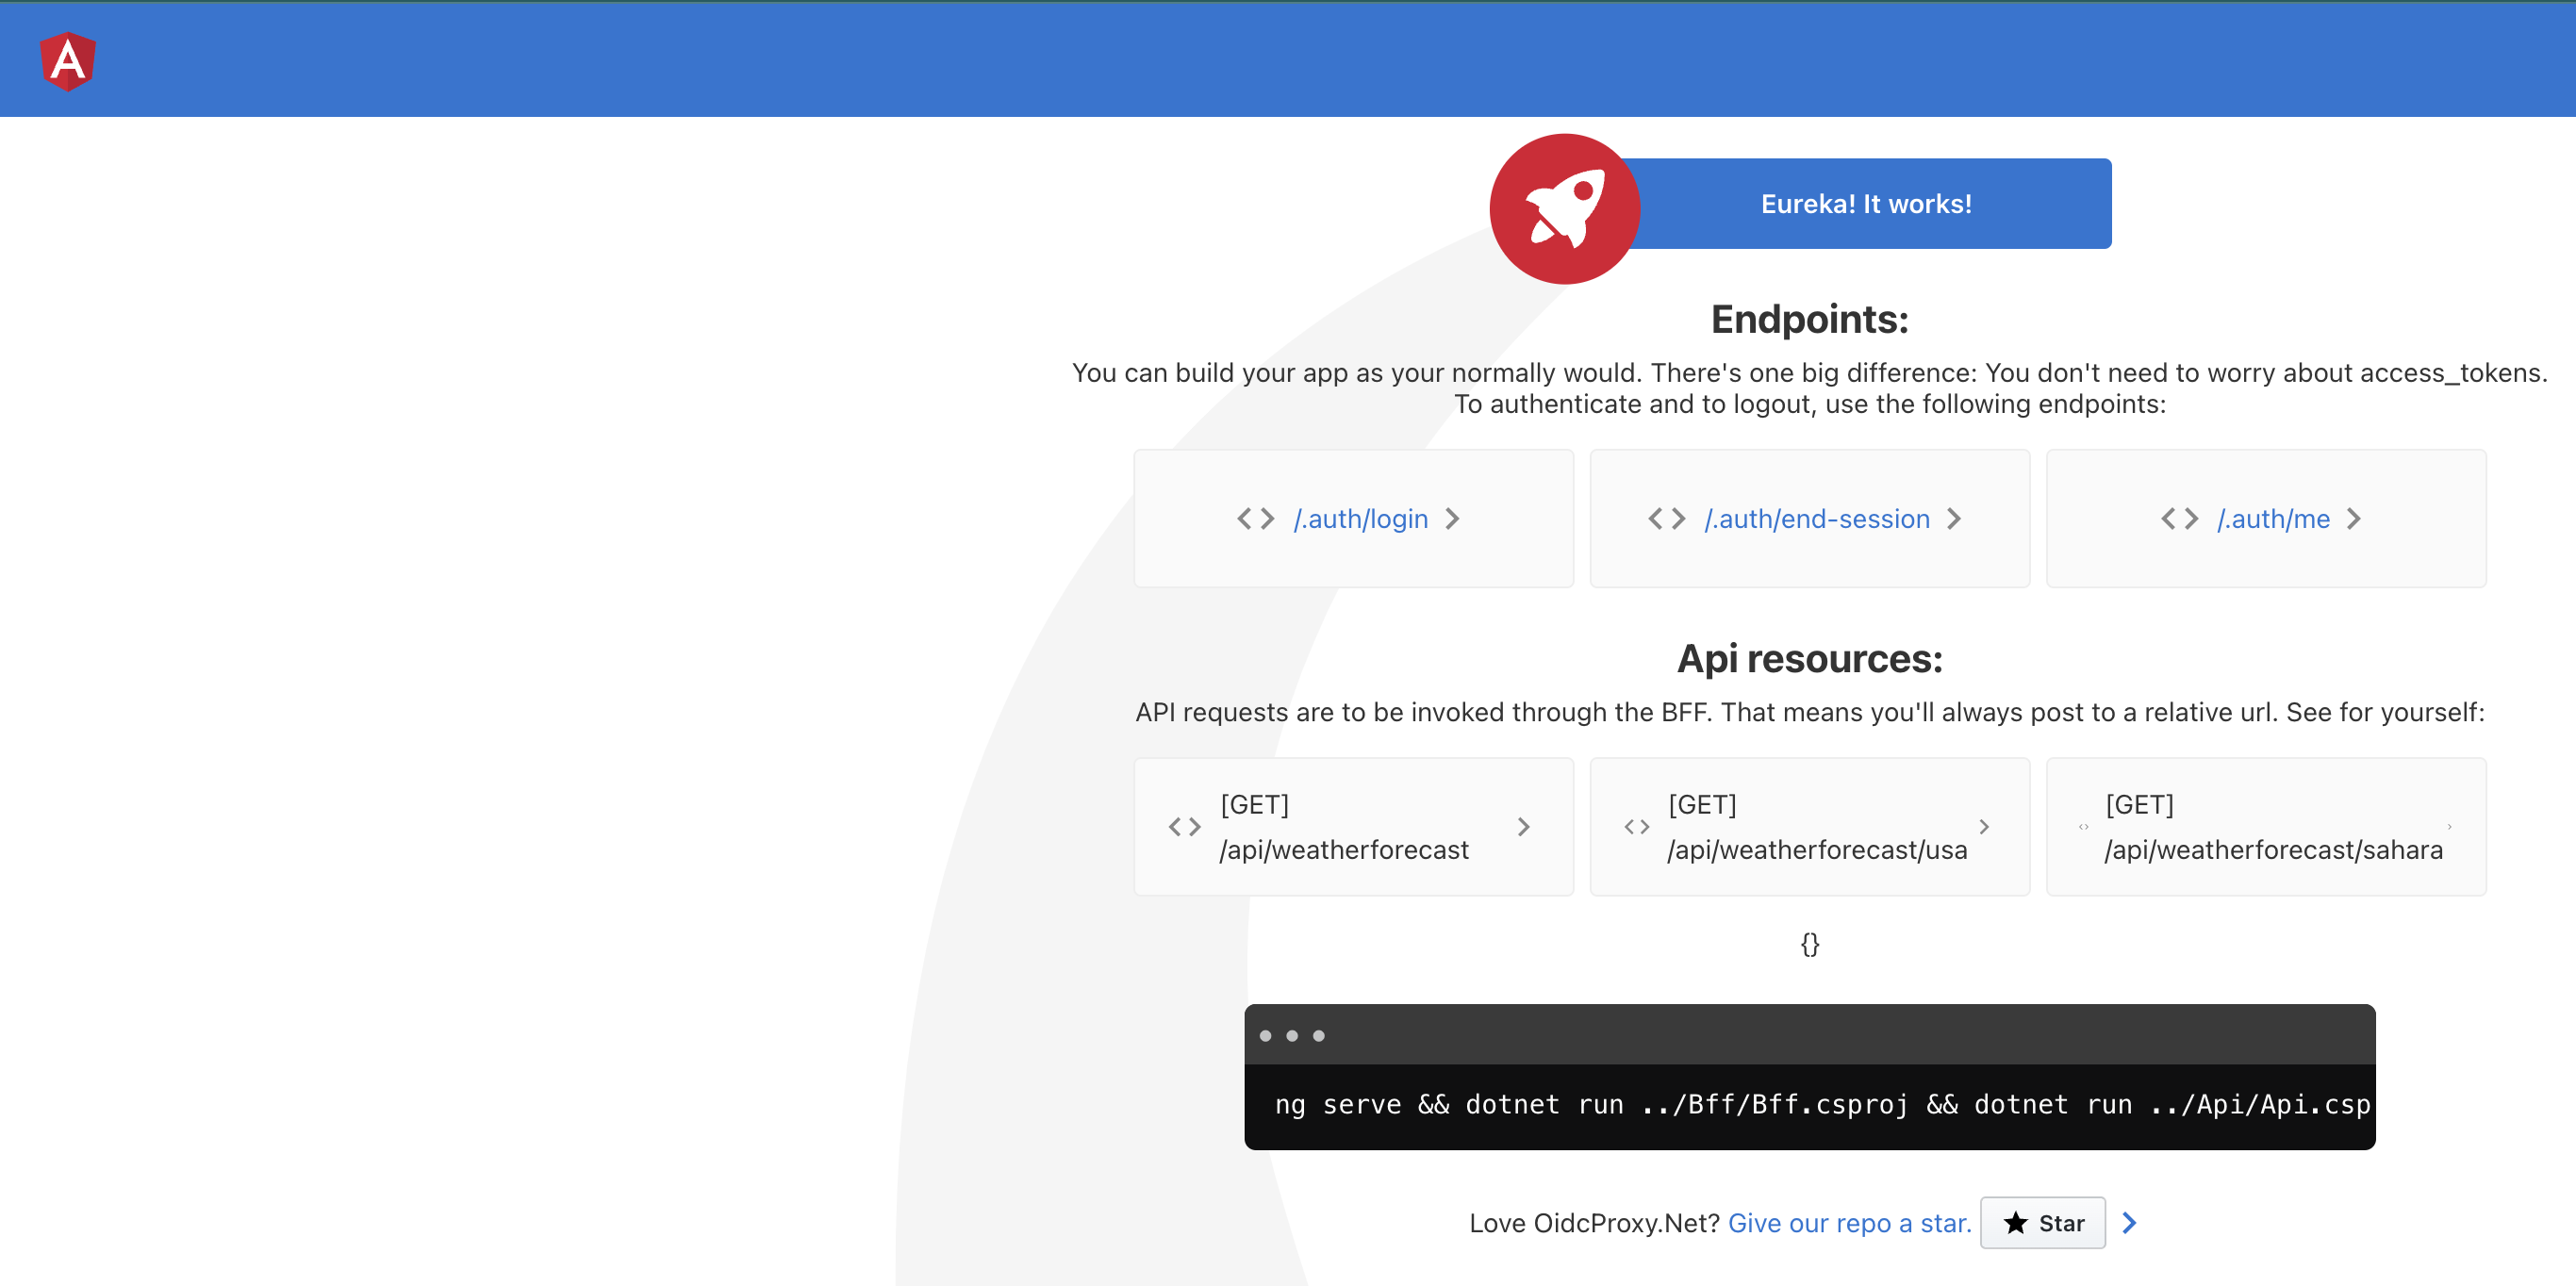 Eureka! It works!
Endpoints:
You can build your app as your normally would. There's one big difference: You don't need to worry about access_tokens.
To authenticate and to logout, use the following endpoints:
/.auth/login
/.auth/end-session
/.auth/me
Api resources:
API requests are to be invoked through the BFF. That means you'll always post to a relative url. See for yourself:
[GET]
/api/weatherforecast
[GET]
/api/weatherforecast/usa
[GET]
/api/weatherforecast/sahara
{}
ng serve && dotnet run ../Bff/Bff.csproj && dotnet run ../Api/Api.csp
Love OidcProxy.Net? Give our repo a star. Star